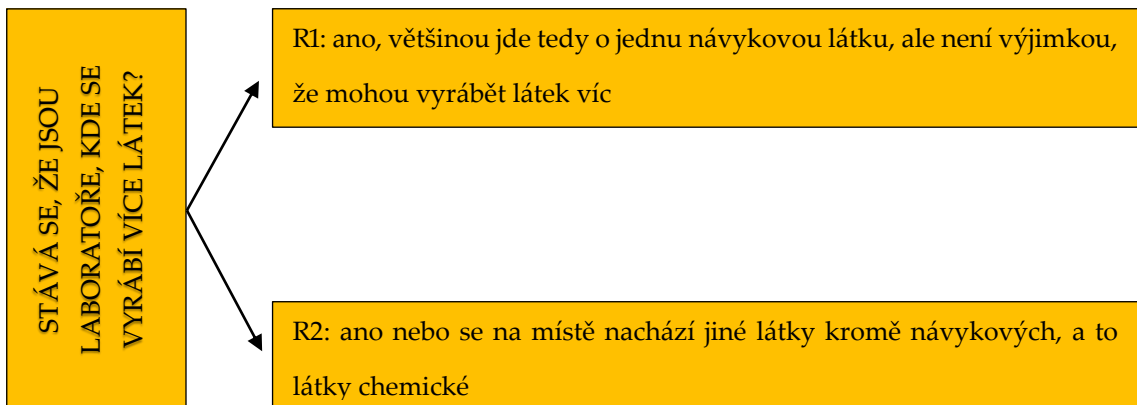 STÁVÁ SE, ŽE JSOU
LABORATOŘE, KDE SE
VYRÁBÍ VÍCE LÁTEK?
R1: ano, většinou jde tedy o jednu návykovou látku, ale není výjimkou,
že mohou vyrábět látek víc
R2: ano nebo se na místě nachází jiné látky kromě návykových, a to
látky chemické